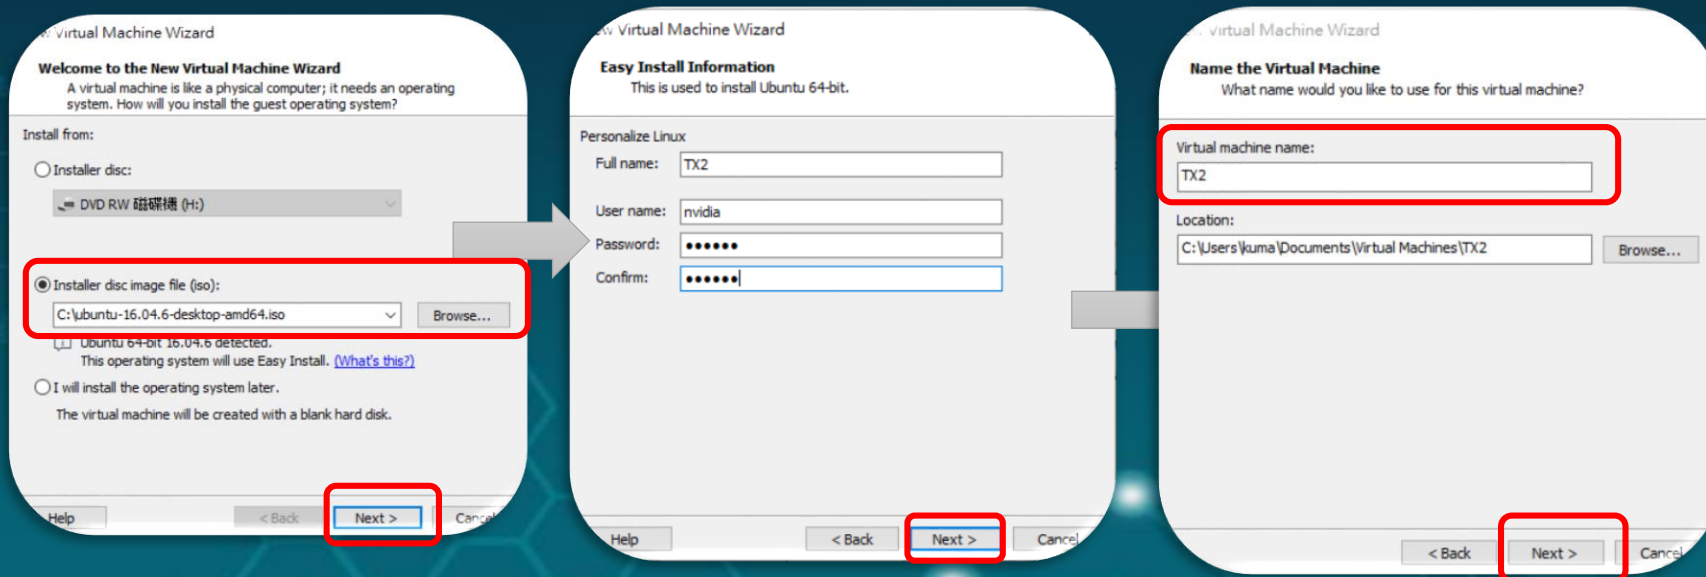 Virtual Machine Wizard
Welcome to the New Virtual Machine Wizard
A virtual machine is like a physical computer; it needs an operating
system. How will you install the guest operating system?
Install from:
Installer disc:
DVD RW 磁碟機 (H:)
Installer disc image file (iso):
C:\ubuntu-16.04.6-desktop-amd64.iso
Browse...
Ubuntu 64-bit 16.04.6 detected.
This operating system will use Easy Install. (What's this?)
I will install the operating system later.
The virtual machine will be created with a blank hard disk.
Help
< Back
Next >
Cancel
Virtual Machine Wizard
Easy Install Information
This is used to install Ubuntu 64-bit.
Personalize Linux
Full name:
TX2
User name:
nvidia
Password:
●●●●●●
Confirm:
●●●●●●
Help
< Back
Next >
Cancel
Virtual Machine Wizard
Name the Virtual Machine
What name would you like to use for this virtual machine?
Virtual machine name:
TX2
Location:
C:\Users\kuma\Documents\Virtual Machines\TX2
Browse...
< Back
Next >
Cancel